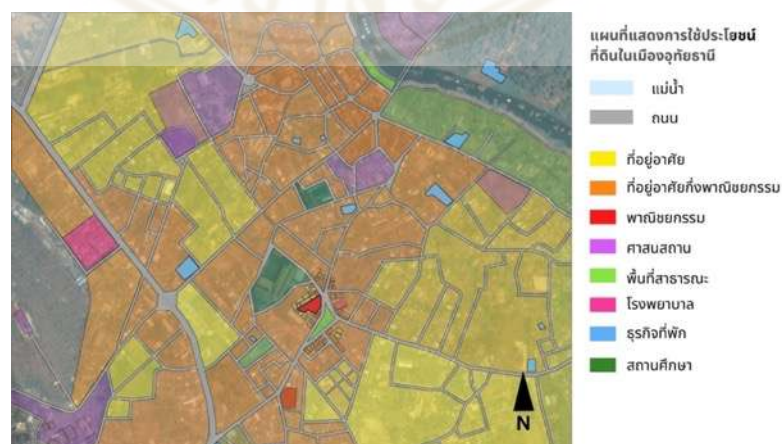 แผนที่แสดงการใช้ประโยชน์
ที่ดินในเมืองอุทัยธานี
แม่น้ำ
ถนน
ที่อยู่อาศัย
ที่อยู่อาศัยกึ่งพาณิชยกรรม
พาณิชยกรรม
ศาสนสถาน
พื้นที่สาธารณะ
โรงพยาบาล
ธุรกิจที่พัก
สถานศึกษา
N